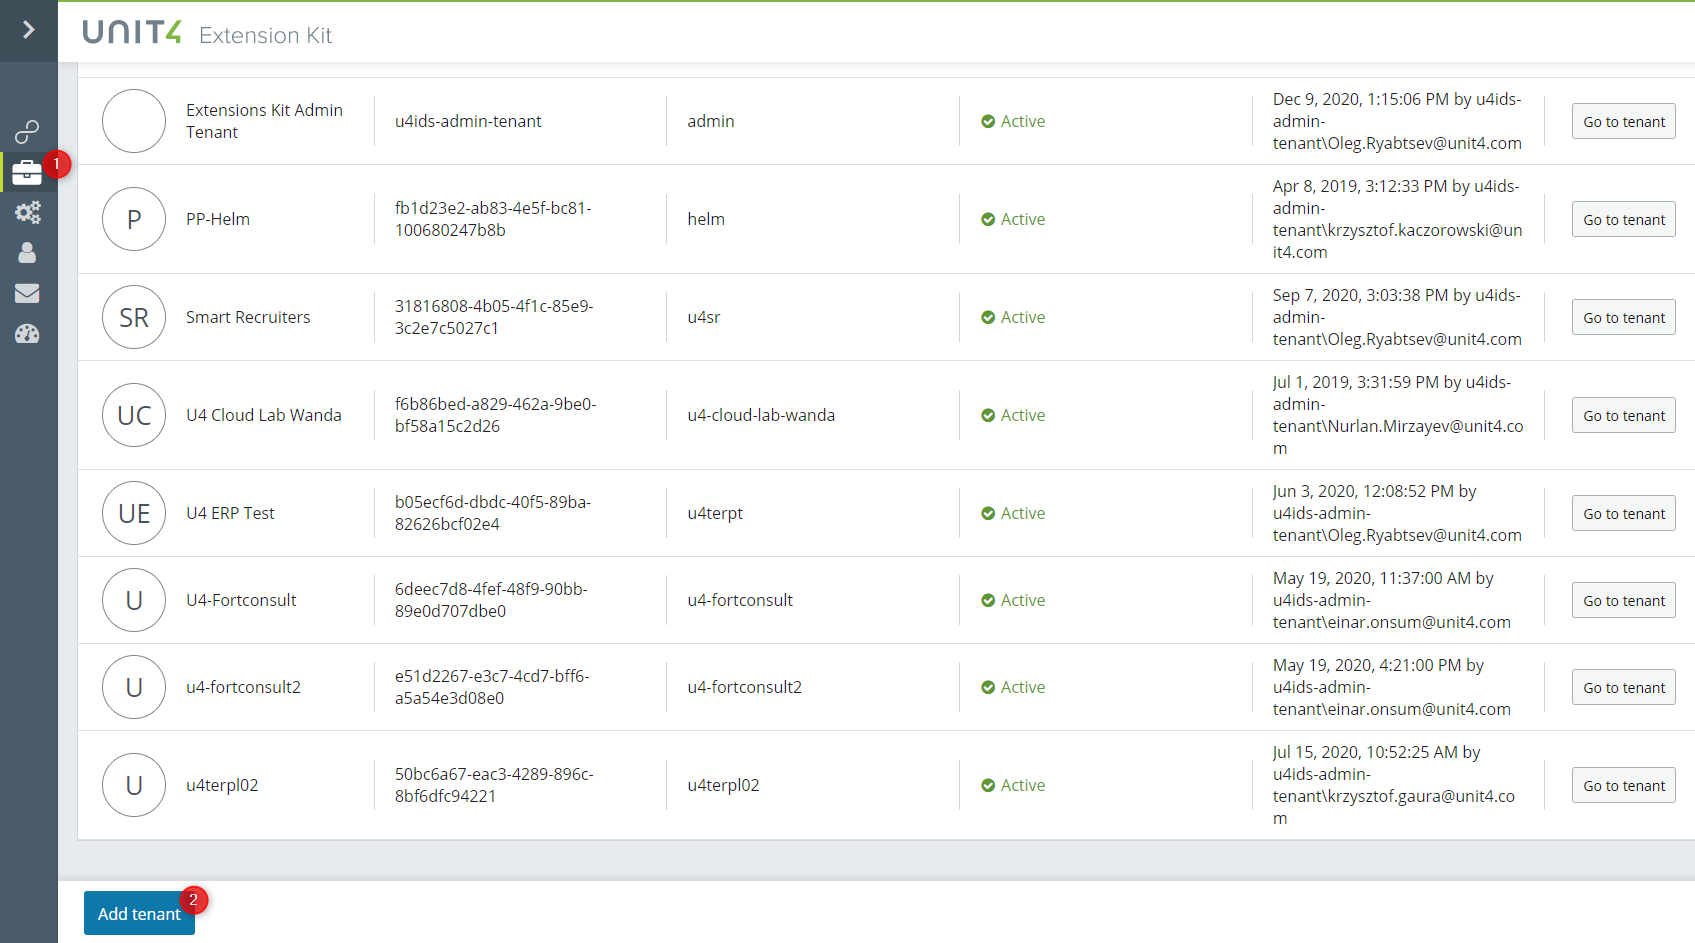 UNIT4 Extension Kit
Extensions Kit Admin
Tenant
u4ids-admin-tenant
admin
Active
Dec 9, 2020, 1:15:06 PM by u4ids-
admin-
tenant\Oleg.Ryabtsev@unit4.com
Go to tenant
1
P
PP-Helm
fb1d23e2-ab83-4e5f-bc81-
100680247b8b
helm
Active
Apr 8, 2019, 3:12:33 PM by u4ids-
admin-
tenant\krzysztof.kaczorowski@un
it4.com
Go to tenant
SR
Smart Recruiters
31816808-4b05-4f1c-85e9-
3c2e7c5027c1
u4sr
Active
Sep 7, 2020, 3:03:38 PM by u4ids-
admin-
tenant\Oleg.Ryabtsev@unit4.com
Go to tenant
UC
U4 Cloud Lab Wanda
f6b86bed-a829-462a-9be0-
bf58a15c2d26
u4-cloud-lab-wanda
Active
Jul 1, 2019, 3:31:59 PM by u4ids-
admin-
tenant\Nurlan.Mirzayev@unit4.co
m
Go to tenant
UE
U4 ERP Test
b05ecf6d-dbdc-40f5-89ba-
82626bcf02e4
u4terpt
Active
Jun 3, 2020, 12:08:52 PM by
u4ids-admin-
tenant\Oleg.Ryabtsev@unit4.com
Go to tenant
U
U4-Fortconsult
6deec7d8-4fef-48f9-90bb-
89e0d707dbe0
u4-fortconsult
Active
May 19, 2020, 11:37:00 AM by
u4ids-admin-
tenant\einar.onsum@unit4.com
Go to tenant
U
u4-fortconsult2
e51d2267-e3c7-4cd7-bff6-
a5a54e3d08e0
u4-fortconsult2
Active
May 19, 2020, 4:21:00 PM by
u4ids-admin-
tenant\einar.onsum@unit4.com
Go to tenant
U
u4terpl02
50bc6a67-eac3-4289-896c-
8bf6dfc94221
u4terpl02
Active
Jul 15, 2020, 10:52:25 AM by
u4ids-admin-
tenant\krzysztof.gaura@unit4.co
m
Go to tenant
Add tenant
2